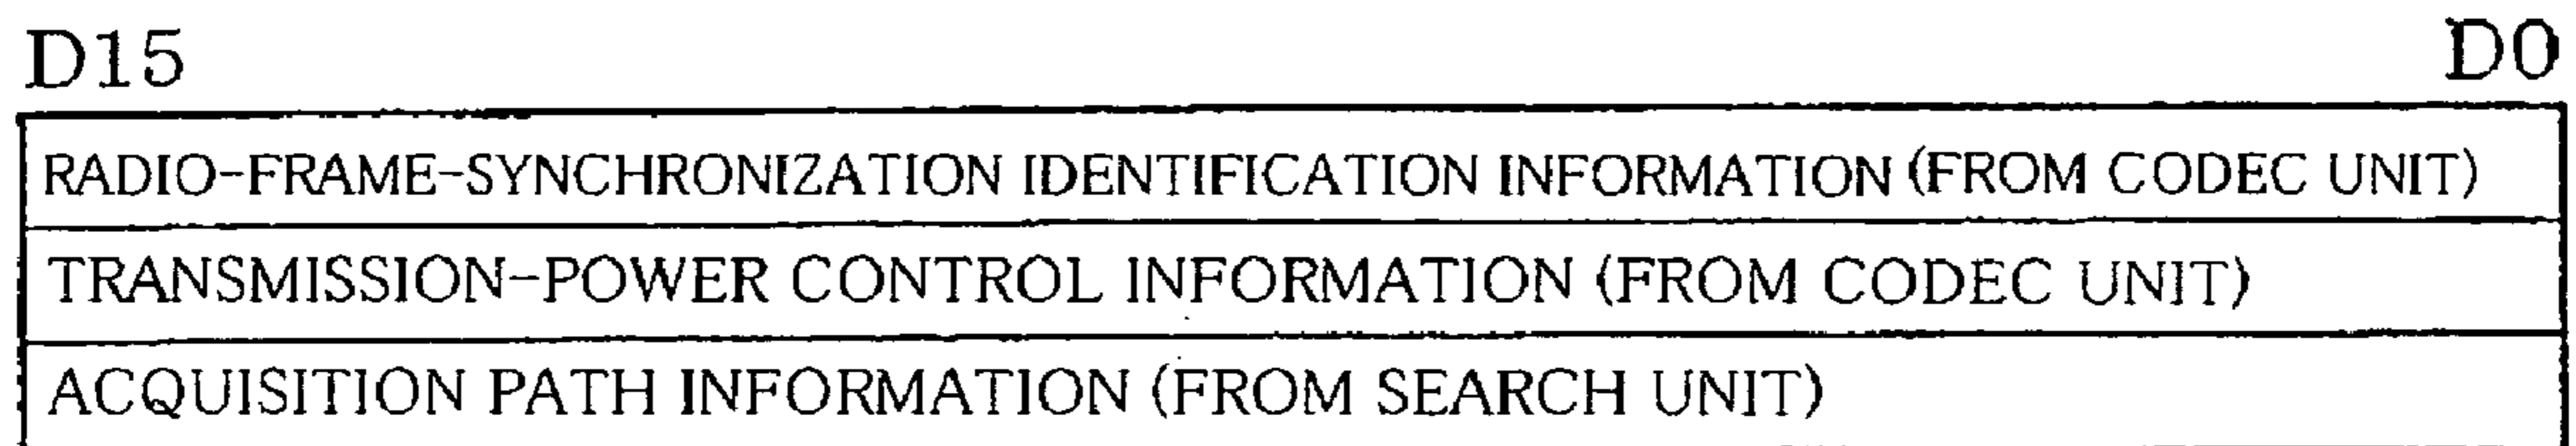 D15 D0
RADIO-FRAME-SYNCHRONIZATION IDENTIFICATION INFORMATION (FROM CODEC UNIT)
TRANSMISSION-POWER CONTROL INFORMATION (FROM CODEC UNIT)
ACQUISITION PATH INFORMATION (FROM SEARCH UNIT)